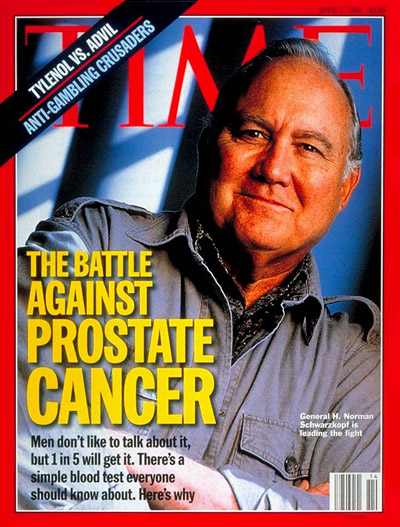 TYLENOL VS. ADVIL
ANTI-GAMBLING CRUSADERS
TIME
THE BATTLE
AGAINST
PROSTATE
CANCER
Men don't like to talk about it,
but 1 in 5 will get it. There's a
simple blood test everyone
should know about. Here's why
General H. Norman
Schwarzkopf is
leading the fight
14